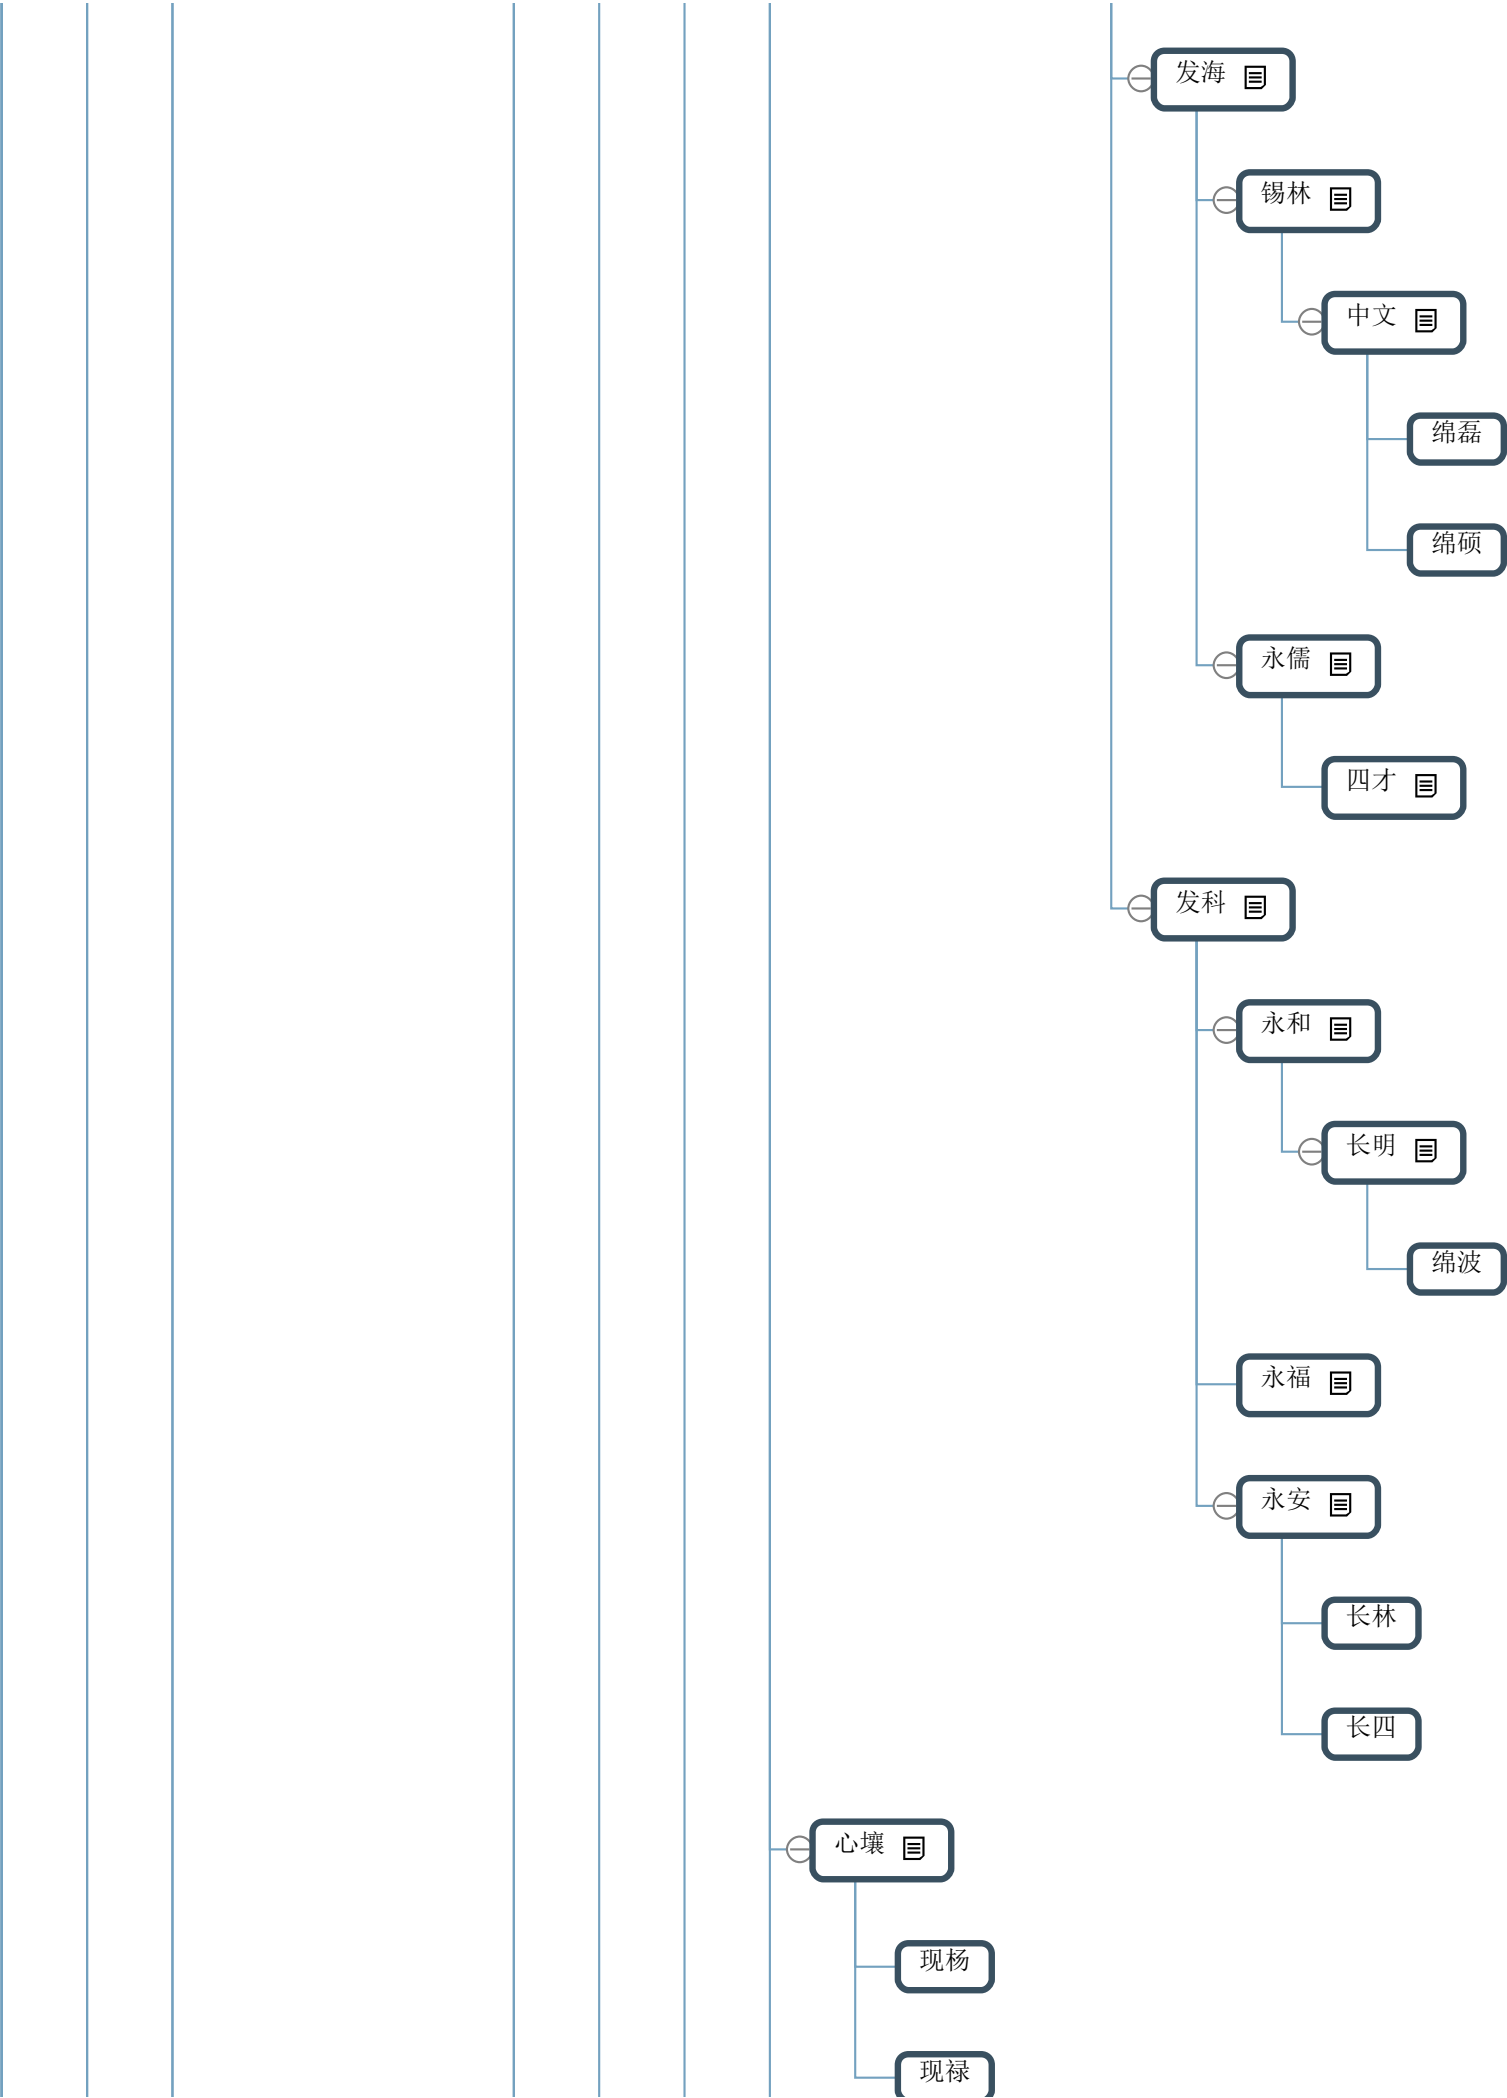 发海
锡林
中文
绵磊
绵硕
永儒
四才
发科
永和
长明
绵波
永福
永安
长林
长四
心壤
现杨
现禄